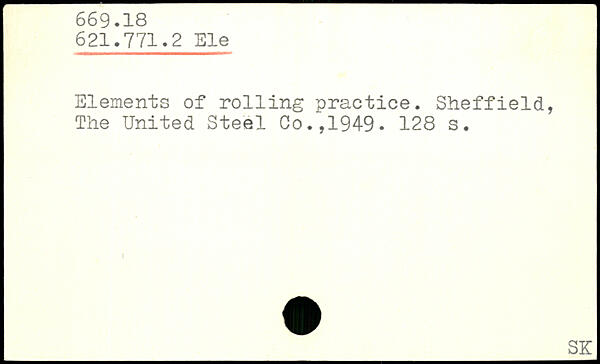 669.18
621.771.2 Ele
Elements of rolling practice. Sheffield,
The United Steel Co.,1949. 128 s.
SK